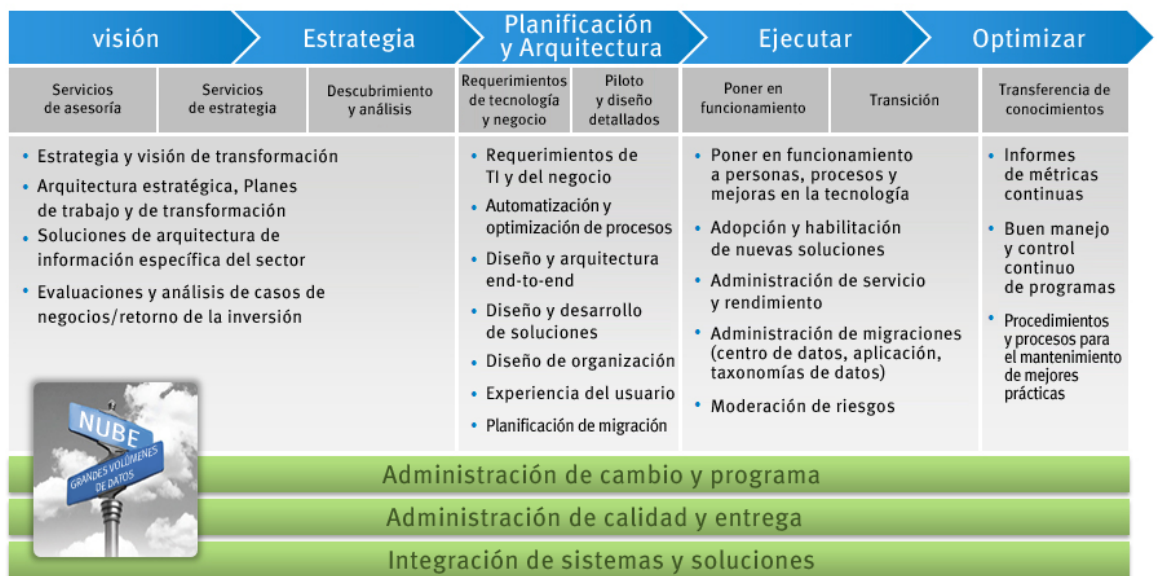 visión
Estrategia
Planificación
y Arquitectura
Ejecutar
Optimizar
Servicios
de asesoría
Servicios
de estrategia
Descubrimiento
y análisis
Requerimientos
de tecnología
y negocio
Piloto
y diseño
detallados
Poner en
funcionamiento
Transición
Transferencia de
conocimientos
• Estrategia y visión de transformación
• Arquitectura estratégica, Planes
de trabajo y de transformación
• Soluciones de arquitectura de
información específica del sector
• Evaluaciones y análisis de casos de
negocios/retorno de la inversión
• Requerimientos de
TI y del negocio
• Automatización y
optimización de procesos
• Diseño y arquitectura
end-to-end
• Diseño y desarrollo
de soluciones
• Diseño de organización
• Experiencia del usuario
• Planificación de migración
• Poner en funcionamiento
a personas, procesos y
mejoras en la tecnología
• Adopción y habilitación
de nuevas soluciones
• Administración de servicio
y rendimiento
• Administración de migraciones
(centro de datos, aplicación,
taxonomías de datos)
• Moderación de riesgos
• Informes
de métricas
continuas
• Buen manejo
y control
continuo
de programas
• Procedimientos
y procesos para
el mantenimiento
de mejores
prácticas
NUBE
GRANDES VOLÚMENES
DE DATOS
Administración de cambio y programa
Administración de calidad y entrega
Integración de sistemas y soluciones